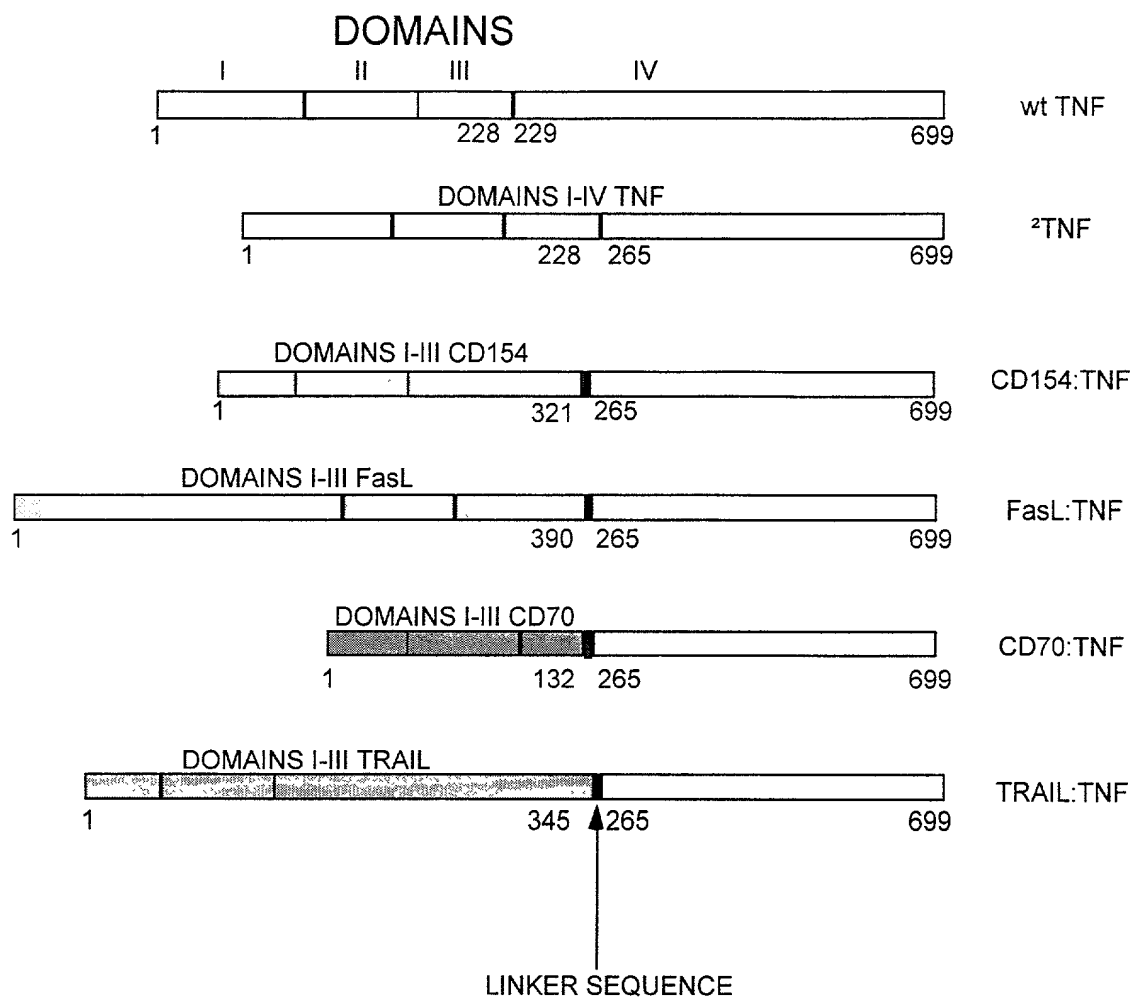 DOMAINS
I II III IV
wt TNF
1 228 229 699
DOMAINS I-IV TNF
²TNF
1 228 265 699
DOMAINS I-III CD154
CD154:TNF
1 321 265 699
DOMAINS I-III FasL
FasL:TNF
1 390 265 699
DOMAINS I-III CD70
CD70:TNF
1 132 265 699
DOMAINS I-III TRAIL
TRAIL:TNF
1 345 265 699
LINKER SEQUENCE